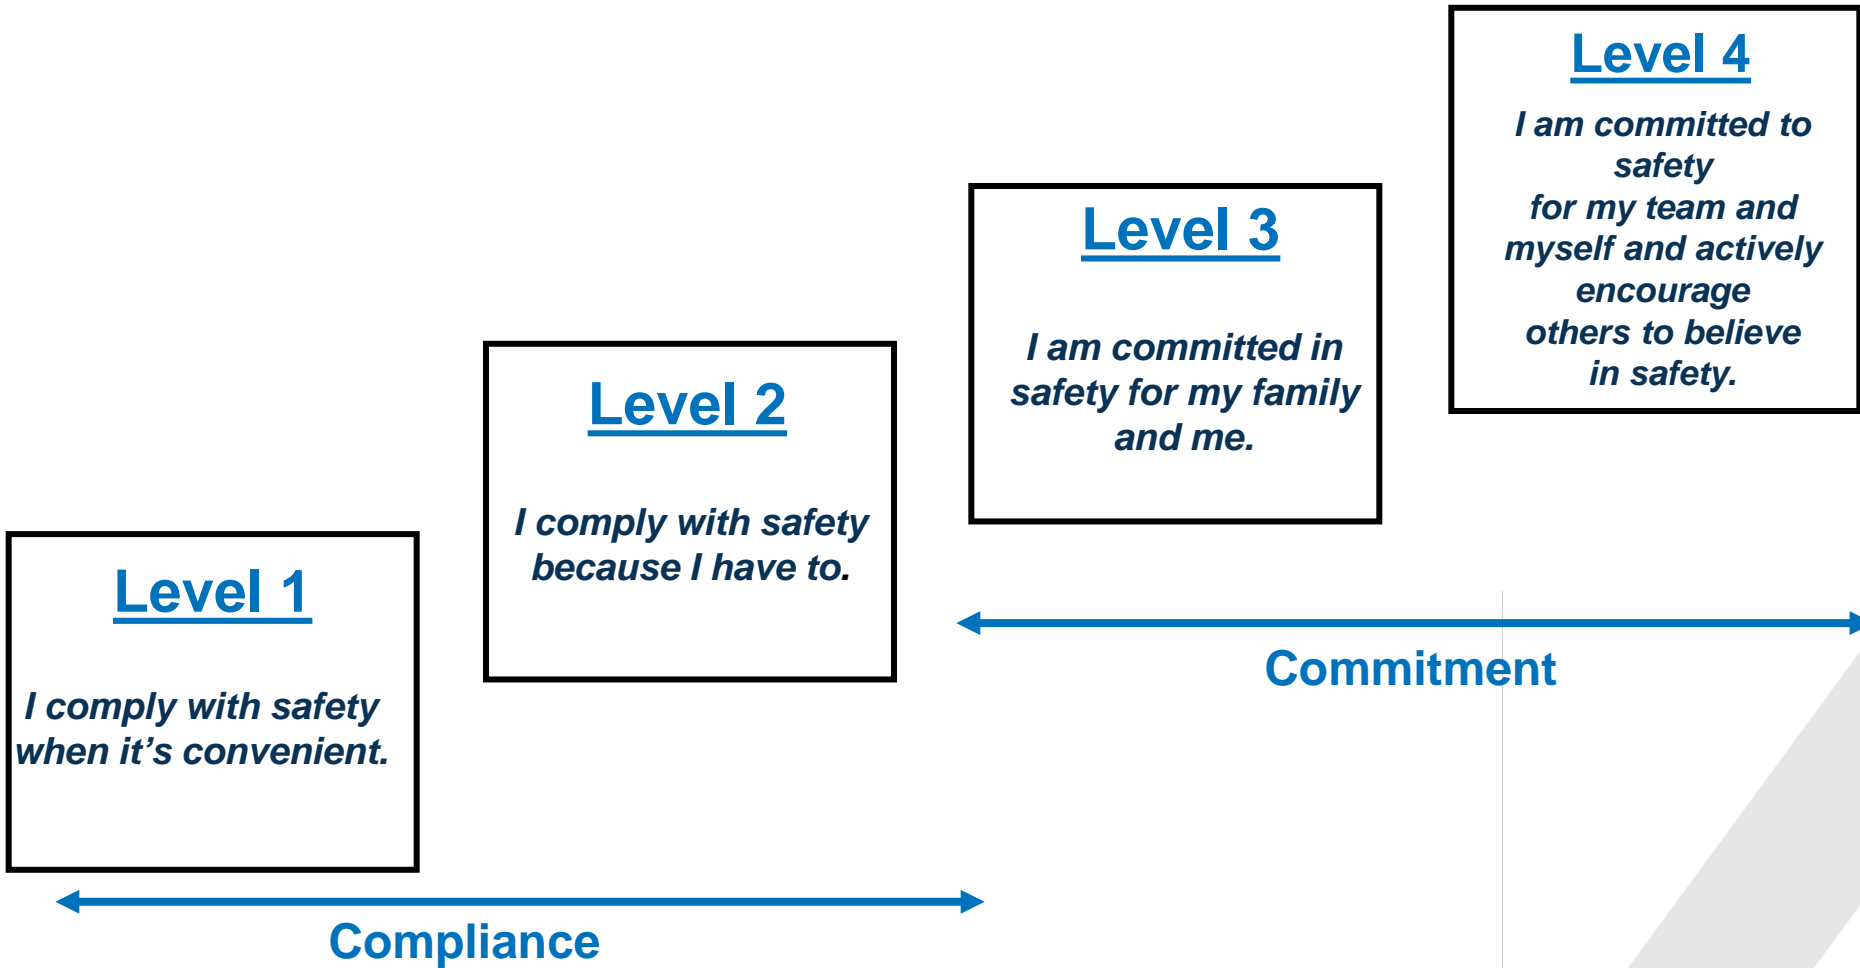 Level 1
I comply with safety
when it’s convenient.
Level 2
I comply with safety
because I have to.
Level 3
I am committed in
safety for my family
and me.
Level 4
I am committed to
safety
for my team and
myself and actively
encourage
others to believe
in safety.
Compliance
Commitment